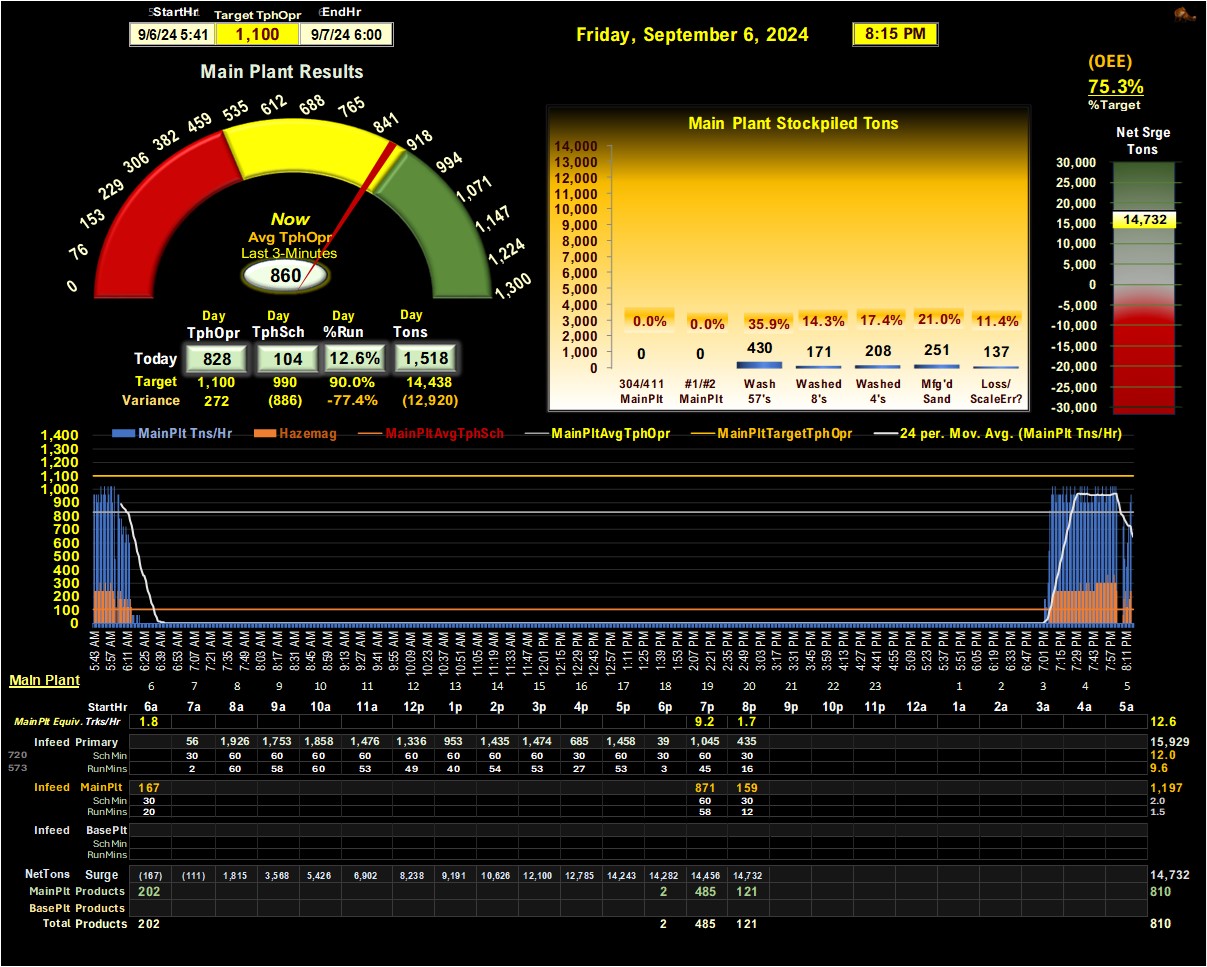 StartHr Target TphOpr EndHr
9/6/24 5:41 1,100 9/7/24 6:00
Friday, September 6, 2024 8:15 PM
(OEE)
75.3%
%Target
Main Plant Results
0 76 153 229 306 382 459 535 612 688 765 841 918 994 1,071 1,147 1,224 1,300
Now
Avg TphOpr
Last 3-Minutes
860
Day Day Day Day
TphOpr TphSch %Run Tons
Today 828 104 12.6% 1,518
Target 1,100 990 90.0% 14,438
Variance 272 (886) -77.4% (12,920)
Main Plant Stockpiled Tons
14,000
13,000
12,000
11,000
10,000
9,000
8,000
7,000
6,000
5,000
4,000
3,000
2,000
1,000
0
0.0% 0.0% 35.9% 14.3% 17.4% 21.0% 11.4%
0 0 430 171 208 251 137
304/411 #1/#2 Wash Washed Washed Mfg'd Loss/
MainPlt MainPlt 57's 8's 4's Sand ScaleErr?
Net Srge
Tons
30,000
25,000
20,000
15,000
10,000
5,000
0
-5,000
-10,000
-15,000
-20,000
-25,000
-30,000
14,732
MainPlt Tns/Hr Hazemag MainPltAvgTphSch MainPltAvgTphOpr MainPltTargetTphOpr 24 per. Mov. Avg. (MainPlt Tns/Hr)
1,400
1,300
1,200
1,100
1,000
900
800
700
600
500
400
300
200
100
0
5:43 AM 5:57 AM 6:11 AM 6:25 AM 6:39 AM 6:53 AM 7:07 AM 7:21 AM 7:35 AM 7:49 AM 8:03 AM 8:17 AM 8:31 AM 8:45 AM 8:59 AM 9:13 AM 9:27 AM 9:41 AM 9:55 AM 10:09 AM 10:23 AM 10:37 AM 10:51 AM 11:05 AM 11:19 AM 11:33 AM 11:47 AM 12:01 PM 12:15 PM 12:29 PM 12:43 PM 12:57 PM 1:11 PM 1:25 PM 1:39 PM 1:53 PM 2:07 PM 2:21 PM 2:35 PM 2:49 PM 3:03 PM 3:17 PM 3:31 PM 3:45 PM 3:59 PM 4:13 PM 4:27 PM 4:41 PM 4:55 PM 5:09 PM 5:23 PM 5:37 PM 5:51 PM 6:05 PM 6:19 PM 6:33 PM 6:47 PM 7:01 PM 7:15 PM 7:29 PM 7:43 PM 7:57 PM 8:11 PM
Main Plant 6 7 8 9 10 11 12 13 14 15 16 17 18 19 20 21 22 23 1 2 3 4 5
StartHr 6a 7a 8a 9a 10a 11a 12p 1p 2p 3p 4p 5p 6p 7p 8p 9p 10p 11p 12a 1a 2a 3a 4a 5a
MainPlt Equiv. Trks/Hr 1.8 9.2 1.7 12.6
Infeed Primary 56 1,926 1,753 1,858 1,476 1,336 953 1,435 1,474 685 1,458 39 1,045 435 15,929
720 SchMin 30 60 60 60 60 60 60 60 60 30 60 30 60 30 12.0
573 RunMins 2 60 58 60 53 49 40 54 53 27 53 3 45 16 9.6
Infeed MainPlt 167 871 159 1,197
SchMin 30 60 30 2.0
RunMins 20 58 12 1.5
Infeed BasePlt
SchMin
RunMins
NetTons Surge (167) (111) 1,815 3,568 5,426 6,902 8,238 9,191 10,626 12,100 12,785 14,243 14,282 14,456 14,732 14,732
MainPlt Products 202 2 485 121 810
BasePlt Products
Total Products 202 2 485 121 810